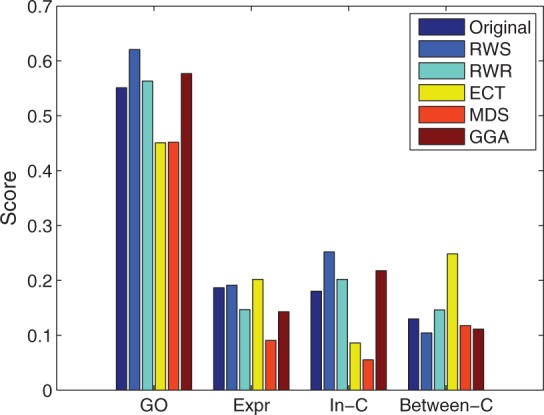 0.7
0.6
0.5
0.4
0.3
0.2
0.1
0
Score
Original
RWS
RWR
ECT
MDS
GGA
GO Expr In-C Between-C